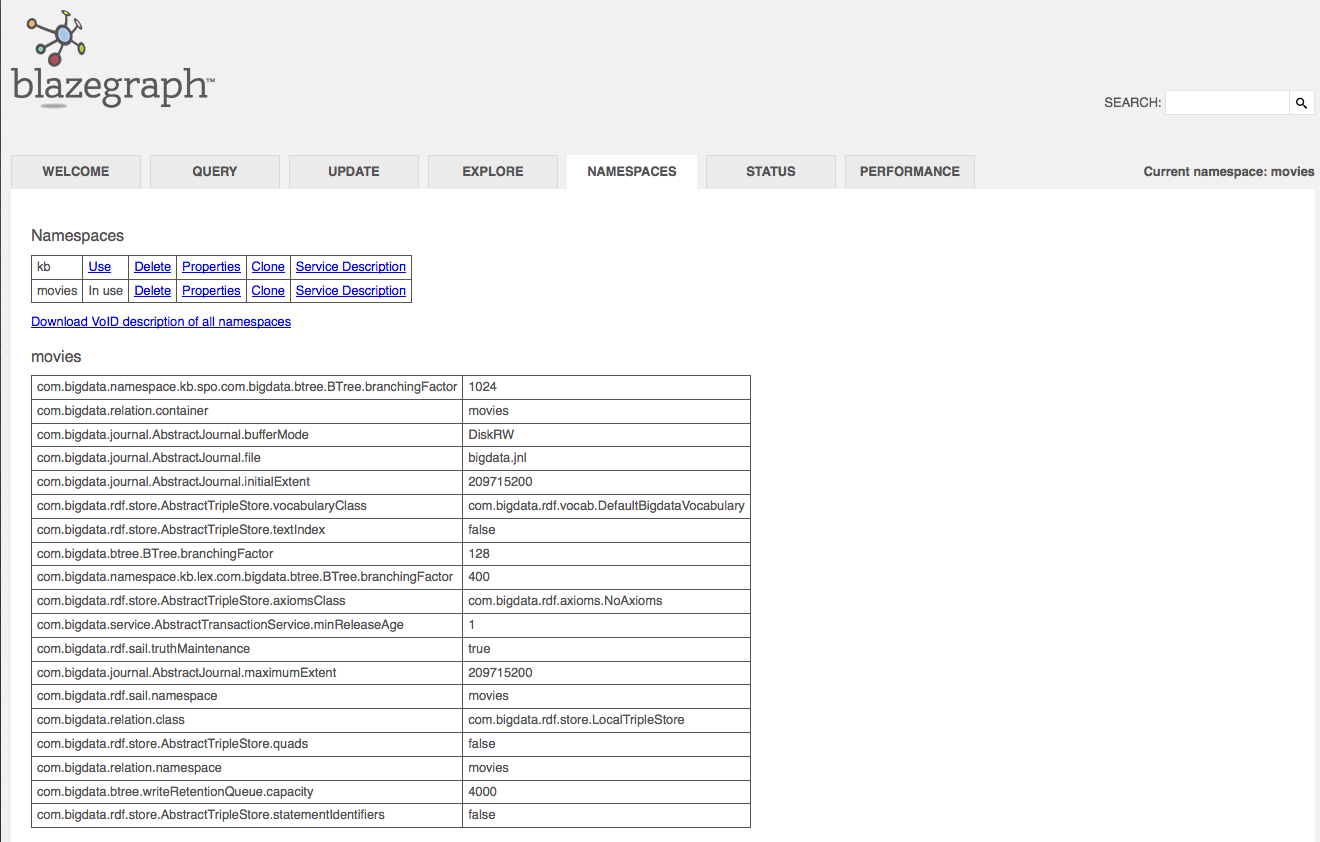 blazegraph™
SEARCH:
WELCOME QUERY UPDATE EXPLORE NAMESPACES STATUS PERFORMANCE Current namespace: movies
Namespaces
kb Use Delete Properties Clone Service Description
movies In use Delete Properties Clone Service Description
Download VoID description of all namespaces
movies
com.bigdata.namespace.kb.spo.com.bigdata.btree.BTree.branchingFactor 1024
com.bigdata.relation.container movies
com.bigdata.journal.AbstractJournal.bufferMode DiskRW
com.bigdata.journal.AbstractJournal.file bigdata.jnl
com.bigdata.journal.AbstractJournal.initialExtent 209715200
com.bigdata.rdf.store.AbstractTripleStore.vocabularyClass com.bigdata.rdf.vocab.DefaultBigdataVocabulary
com.bigdata.rdf.store.AbstractTripleStore.textIndex false
com.bigdata.btree.BTree.branchingFactor 128
com.bigdata.namespace.kb.lex.com.bigdata.btree.BTree.branchingFactor 400
com.bigdata.rdf.store.AbstractTripleStore.axiomsClass com.bigdata.rdf.axioms.NoAxioms
com.bigdata.service.AbstractTransactionService.minReleaseAge 1
com.bigdata.rdf.sail.truthMaintenance true
com.bigdata.journal.AbstractJournal.maximumExtent 209715200
com.bigdata.rdf.sail.namespace movies
com.bigdata.relation.class com.bigdata.rdf.store.LocalTripleStore
com.bigdata.rdf.store.AbstractTripleStore.quads false
com.bigdata.relation.namespace movies
com.bigdata.btree.writeRetentionQueue.capacity 4000
com.bigdata.rdf.store.AbstractTripleStore.statementIdentifiers false